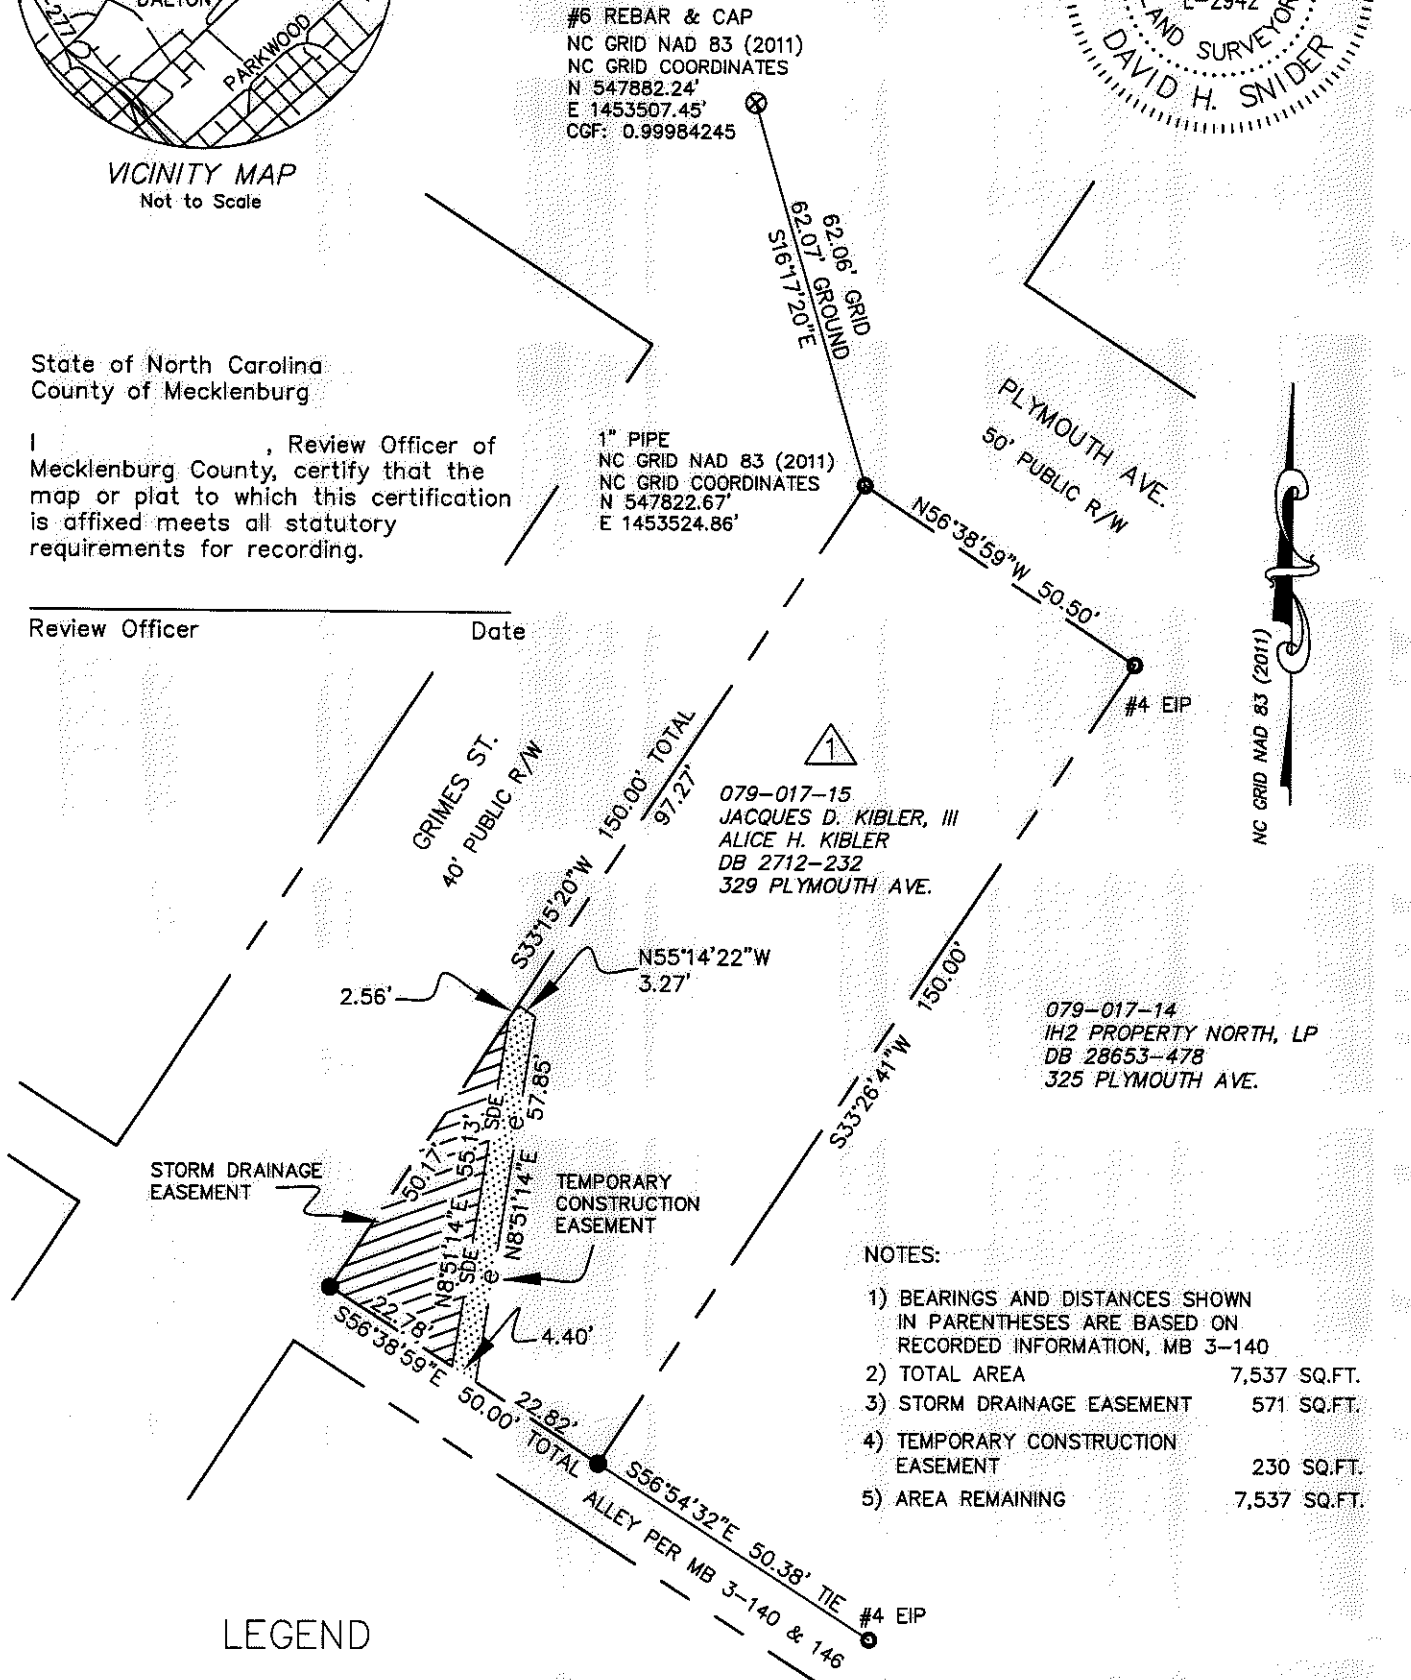 DALTON
I-277
PARKWOOD
VICINITY MAP
Not to Scale
#6 REBAR & CAP
NC GRID NAD 83 (2011)
NC GRID COORDINATES
N 547882.24'
E 1453507.45'
CGF: 0.99984245
L-2942
LAND SURVEYOR
DAVID H. SNIDER
62.06' GRID
62.07' GROUND
S16°17'20"E
State of North Carolina
County of Mecklenburg
I , Review Officer of
Mecklenburg County, certify that the
map or plat to which this certification
is affixed meets all statutory
requirements for recording.
Review Officer Date
1" PIPE
NC GRID NAD 83 (2011)
NC GRID COORDINATES
N 547822.67'
E 1453524.86'
PLYMOUTH AVE.
50' PUBLIC R/W
N56°38'59"W 50.50'
#4 EIP
NC GRID NAD 83 (2011)
GRIMES ST.
40' PUBLIC R/W
S33°15'20"W 150.00' TOTAL
97.27'
1
079-017-15
JACQUES D. KIBLER, III
ALICE H. KIBLER
DB 2712-232
329 PLYMOUTH AVE.
N55°14'22"W
3.27'
2.56'
S33°26'41"W 150.00'
079-017-14
IH2 PROPERTY NORTH, LP
DB 28653-478
325 PLYMOUTH AVE.
STORM DRAINAGE
EASEMENT
50.17'
N8°51'14"E 55.13'
SDE SDE
N8°51'14"E 57.85'
e e
TEMPORARY
CONSTRUCTION
EASEMENT
22.78'
4.40'
S56°38'59"E 50.00' TOTAL
22.82'
S56°54'32"E 50.38' TIE
#4 EIP
ALLEY PER MB 3-140 & 146
NOTES:
1) BEARINGS AND DISTANCES SHOWN
IN PARENTHESES ARE BASED ON
RECORDED INFORMATION, MB 3-140
2) TOTAL AREA 7,537 SQ.FT.
3) STORM DRAINAGE EASEMENT 571 SQ.FT.
4) TEMPORARY CONSTRUCTION
EASEMENT 230 SQ.FT.
5) AREA REMAINING 7,537 SQ.FT.
LEGEND